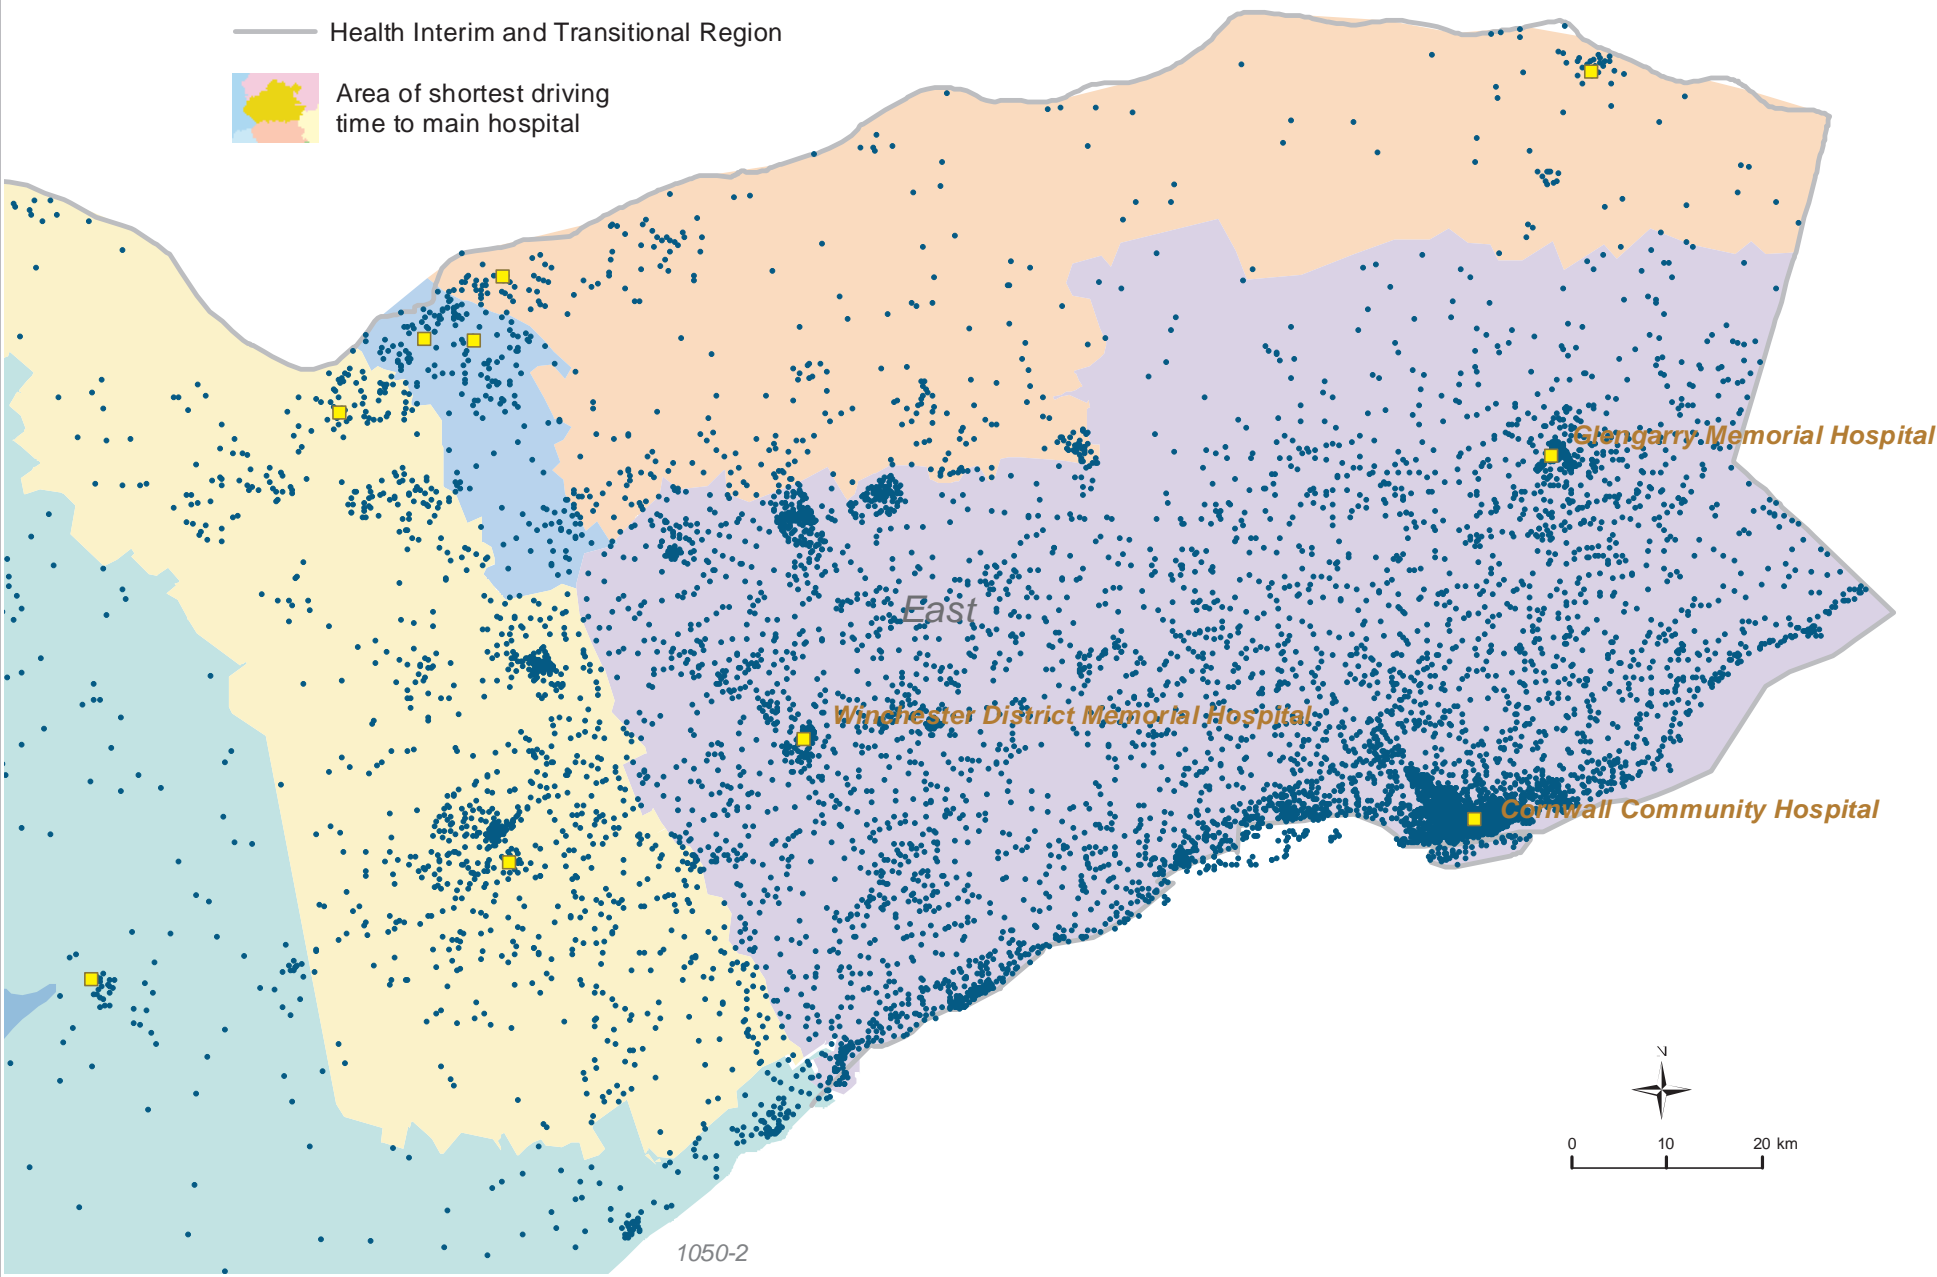 Health Interim and Transitional Region
Area of shortest driving
time to main hospital
Glengarry Memorial Hospital
East
Winchester District Memorial Hospital
Cornwall Community Hospital
N
0 10 20 km
1050-2